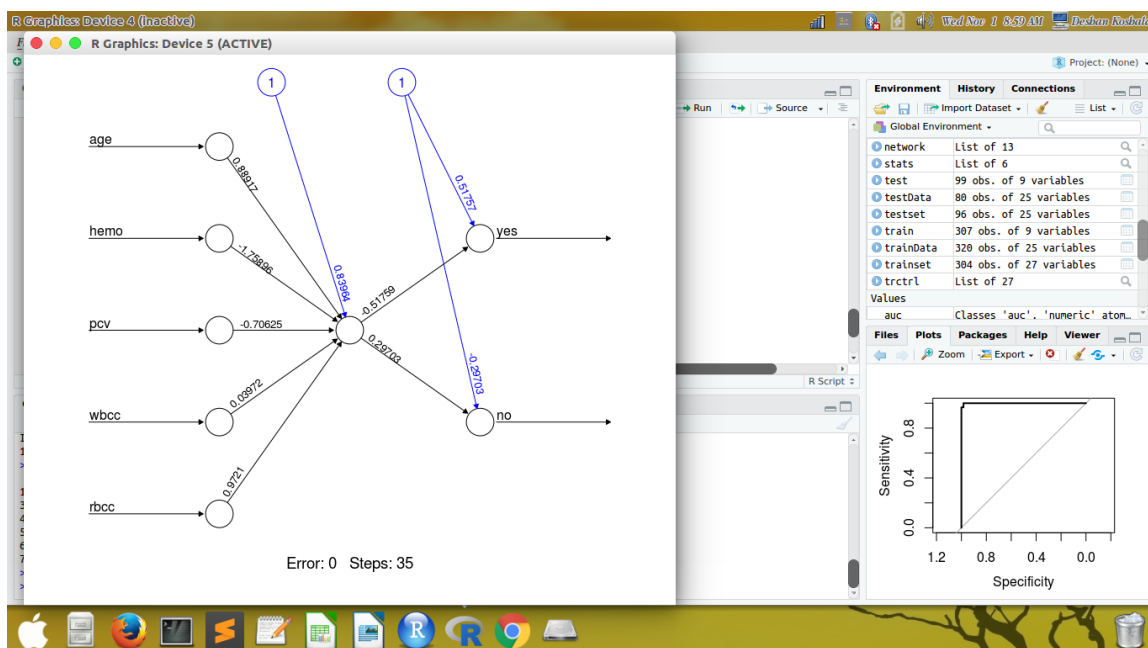 R Graphics: Device 4 (inactive)
Wed Nov 1 8:59 AM
Deshan Koshala
R Graphics: Device 5 (ACTIVE)
Project: (None)
1
1
age
hemo
pcv
wbcc
rbcc
0.88917
-1.75896
-0.70625
0.03972
0.9721
0.83964
0.51757
-0.51759
0.29703
-0.29703
yes
no
Error: 0 Steps: 35
Run
Source
R Script
Environment History Connections
Import Dataset
List
Global Environment
network List of 13
stats List of 6
test 99 obs. of 9 variables
testData 80 obs. of 25 variables
testset 96 obs. of 25 variables
train 307 obs. of 9 variables
trainData 320 obs. of 25 variables
trainset 304 obs. of 27 variables
trctrl List of 27
Values
auc Classes 'auc', 'numeric' atom…
Files Plots Packages Help Viewer
Zoom
Export
Sensitivity
0.8
0.4
0.0
1.2 0.8 0.4 0.0
Specificity